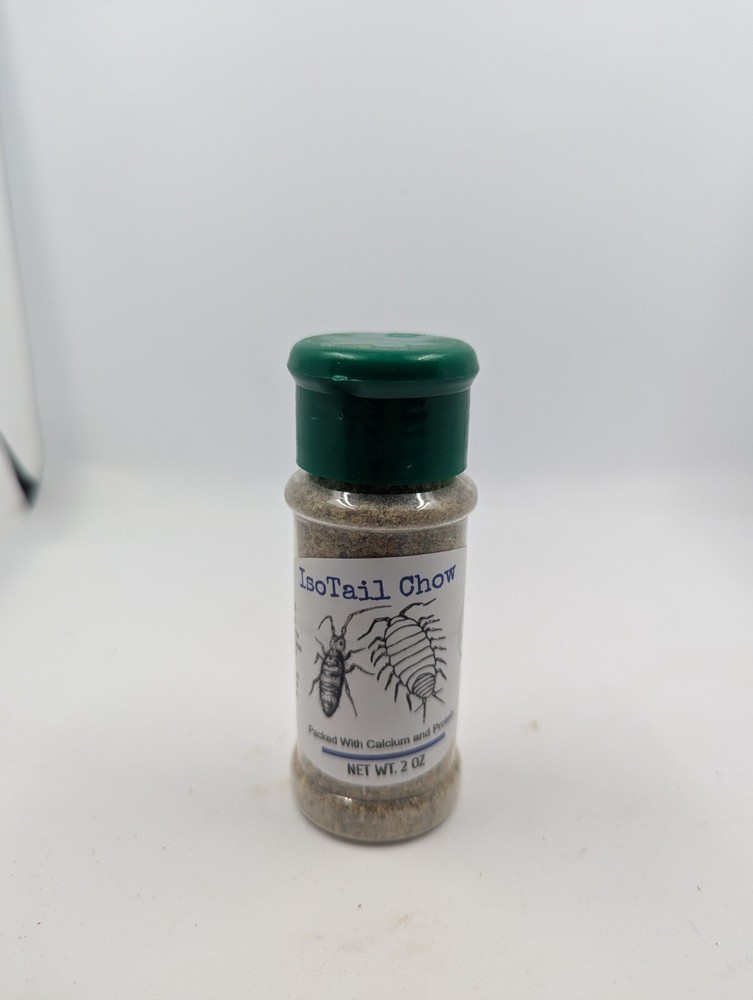 IsoTail Chow
Packed With Calcium and Protein
NET WT. 2 OZ